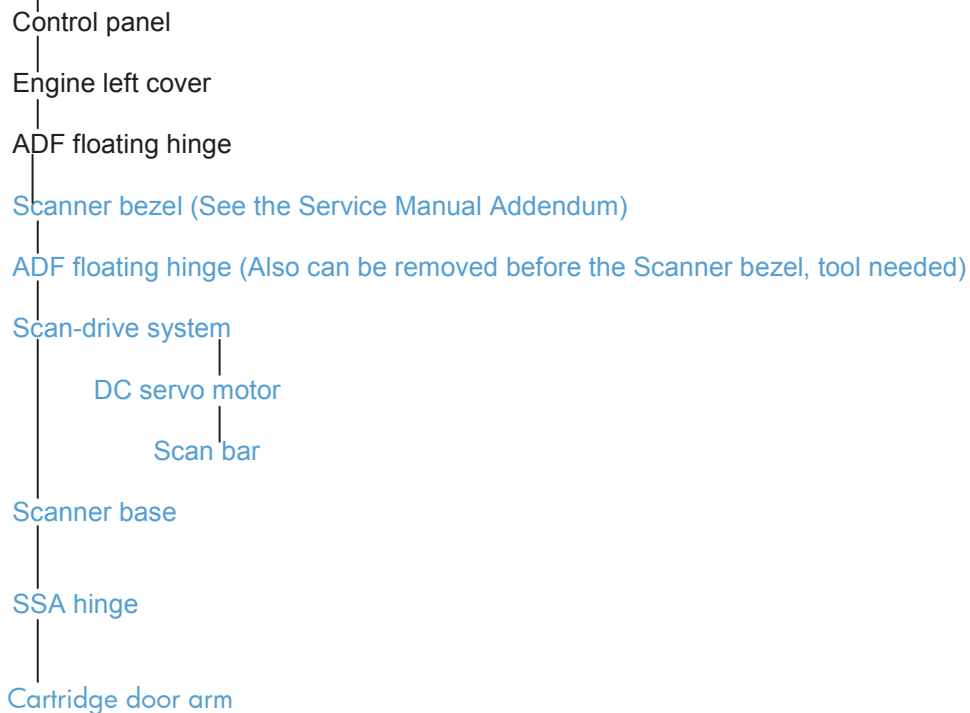 Control panel
Engine left cover
ADF floating hinge
Scanner bezel (See the Service Manual Addendum)
ADF floating hinge (Also can be removed before the Scanner bezel, tool needed)
Scan-drive system
DC servo motor
Scan bar
Scanner base
SSA hinge
Cartridge door arm